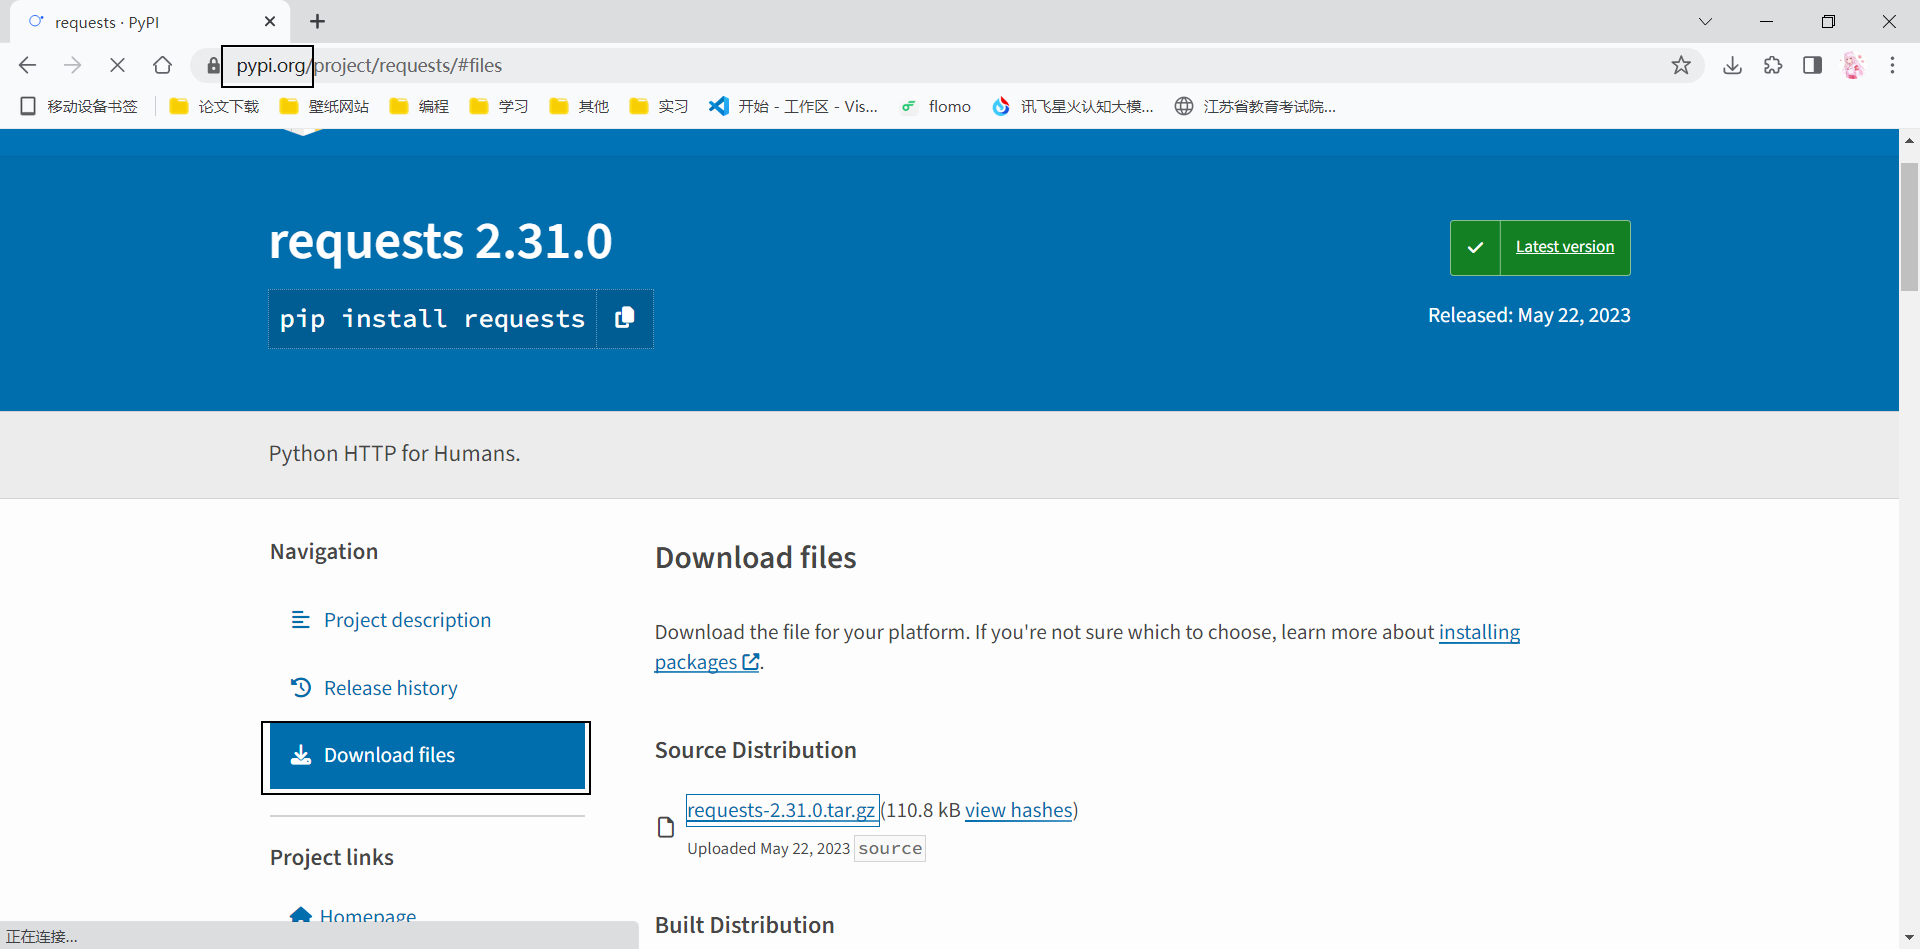 requests · PyPI
pypi.org/project/requests/#files
移动设备书签 论文下载 壁纸网站 编程 学习 其他 实习 开始 - 工作区 - Vis... flomo 讯飞星火认知大模... 江苏省教育考试院...
requests 2.31.0
Latest version
pip install requests
Released: May 22, 2023
Python HTTP for Humans.
Navigation
Project description
Release history
Download files
Project links
Homepage
Download files
Download the file for your platform. If you're not sure which to choose, learn more about installing
packages.
Source Distribution
requests-2.31.0.tar.gz (110.8 kB view hashes)
Uploaded May 22, 2023 source
Built Distribution
正在连接...